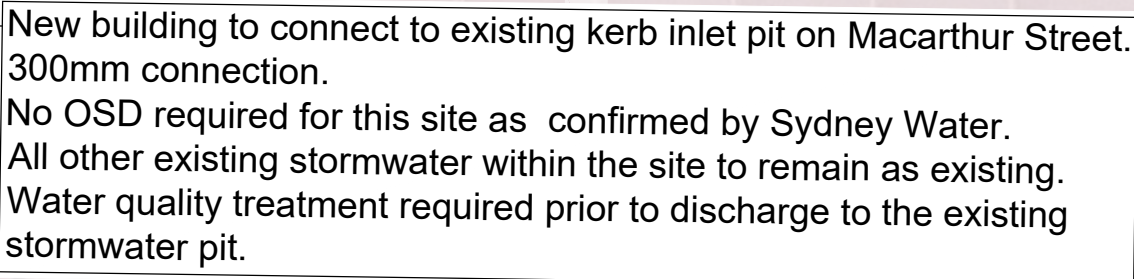 New building to connect to existing kerb inlet pit on Macarthur Street.
300mm connection.
No OSD required for this site as  confirmed by Sydney Water.
All other existing stormwater within the site to remain as existing.
Water quality treatment required prior to discharge to the existing
stormwater pit.